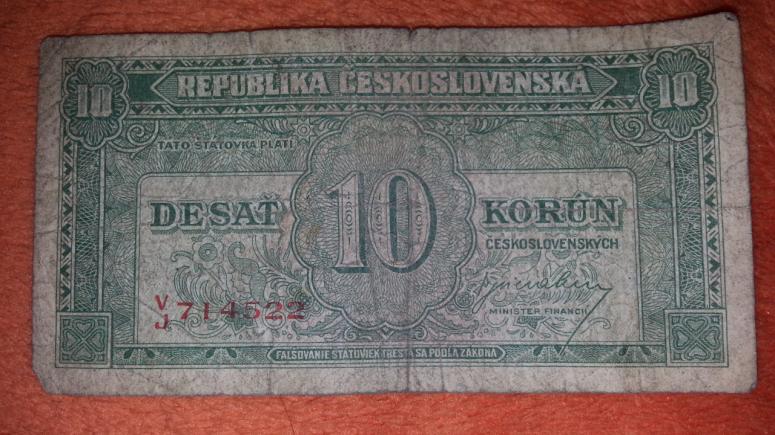 REPUBLIKA ČESKOSLOVENSKÁ
10 10
TÁTO STÁTOVKA PLATÍ
DESAŤ 10 KORÚN
ČESKOSLOVENSKÝCH
V/J 714522
MINISTER FINANCIÍ
FALŠOVANIE ŠTÁTOVIEK TRESTÁ SA PODĽA ZÁKONA